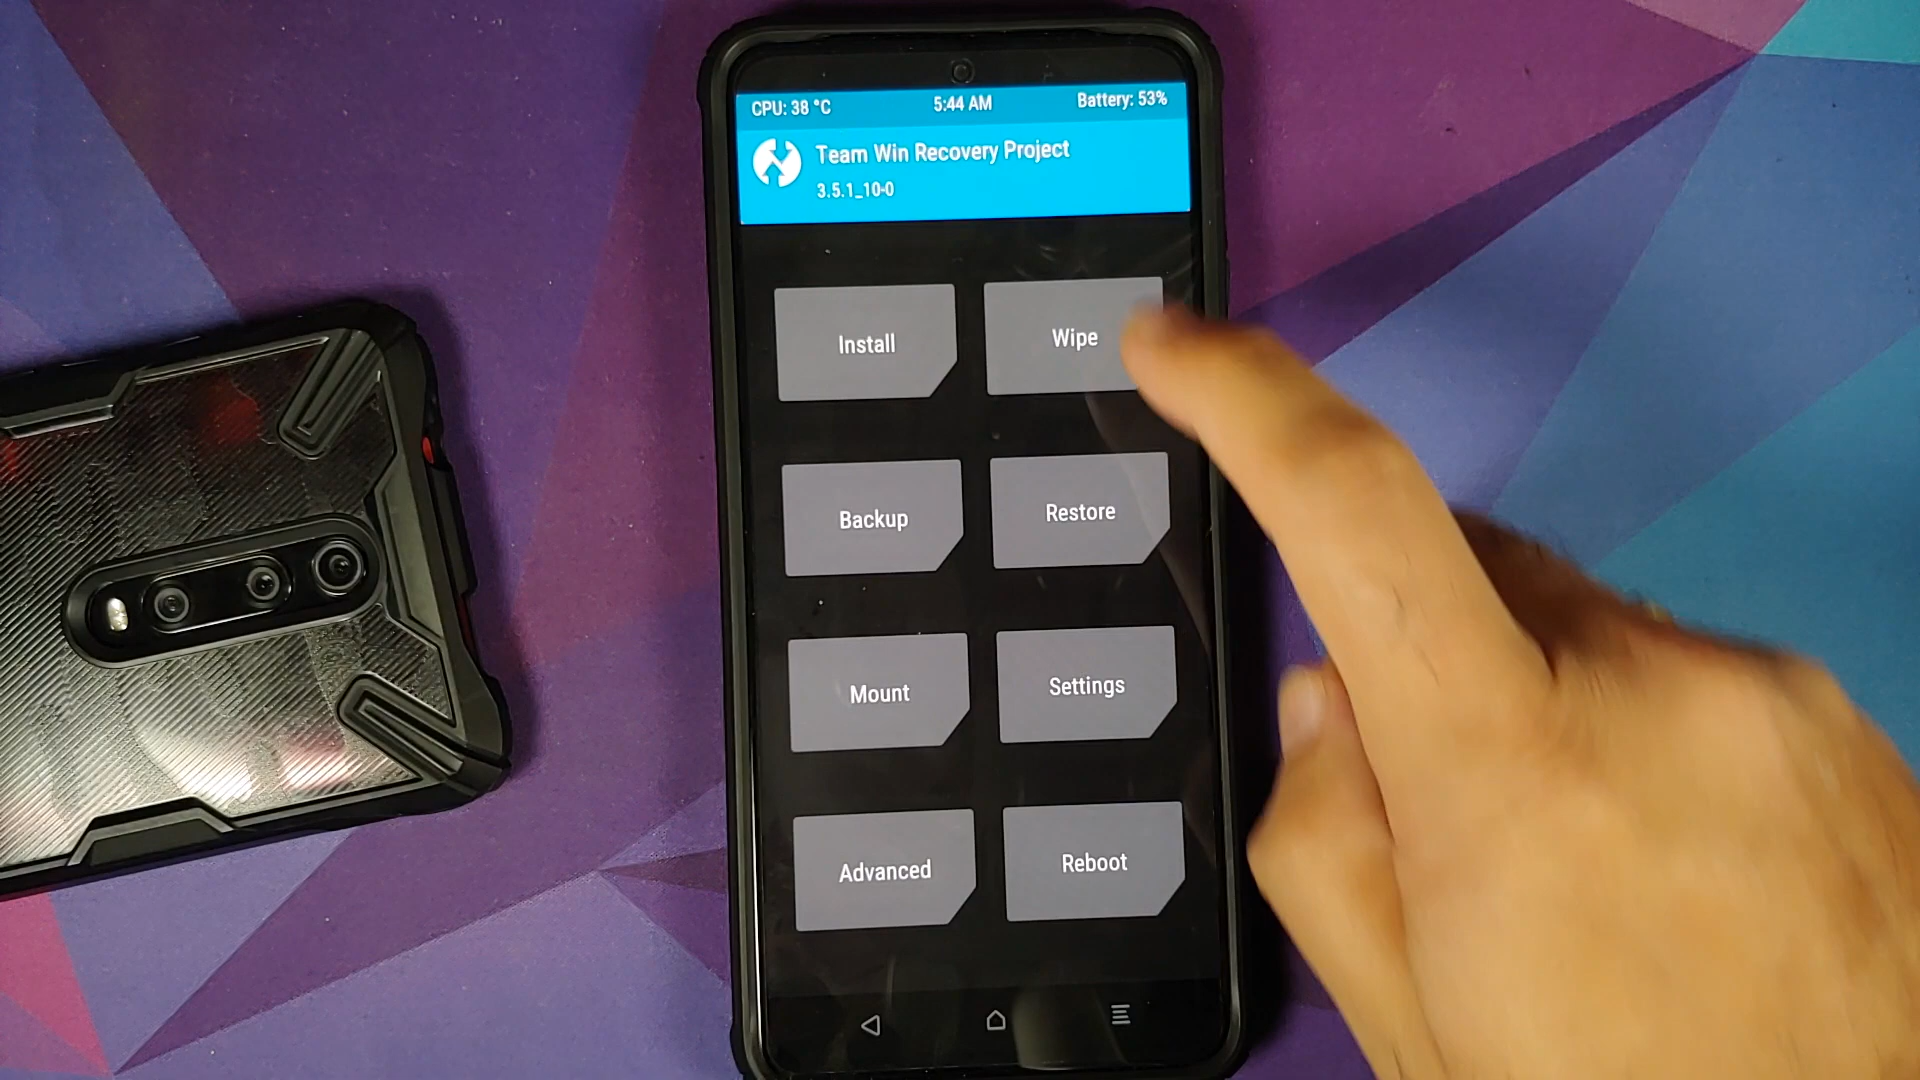 CPU: 38 °C 5:44 AM Battery: 53%
Team Win Recovery Project
3.5.1_10-0
Install Wipe
Backup Restore
Mount Settings
Advanced Reboot